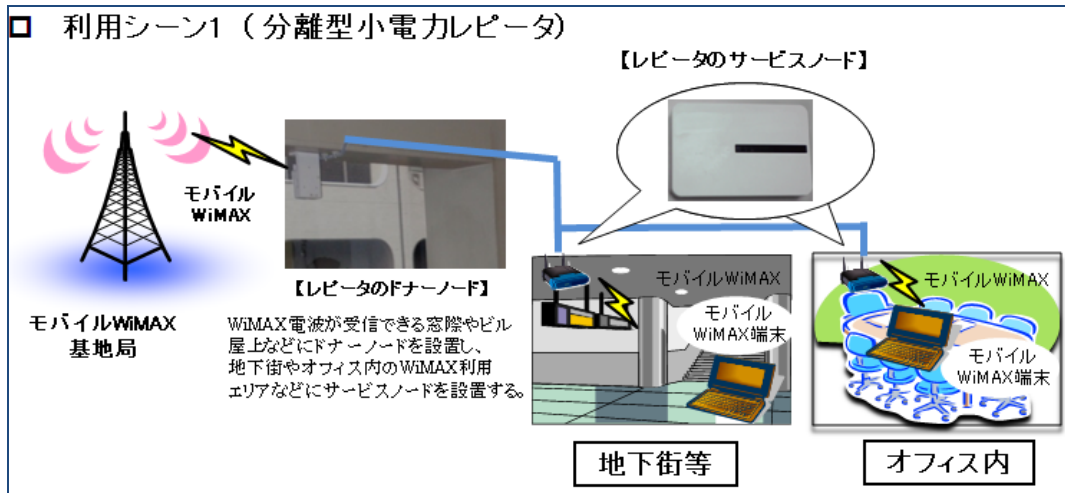 □ 利用シーン1 (分離型小電力レピータ)
【レピータのサービスノード】
モバイル
WiMAX
【レピータのドナーノード】
モバイルWiMAX
基地局
WiMAX電波が受信できる窓際やビル
屋上などにドナーノードを設置し、
地下街やオフィス内のWiMAX利用
エリアなどにサービスノードを設置する。
モバイルWiMAX
モバイル
WiMAX端末
地下街等
モバイルWiMAX
モバイル
WiMAX端末
オフィス内